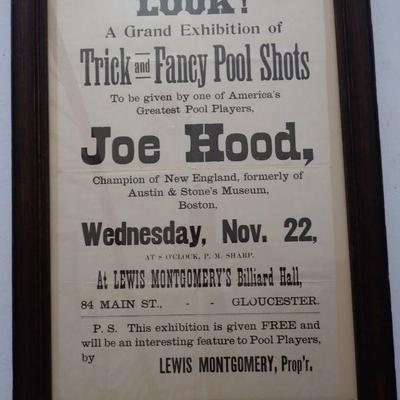 LOOK!
A Grand Exhibition of
Trick and Fancy Pool Shots
To be given by one of America's
Greatest Pool Players,
Joe Hood,
Champion of New England, formerly of
Austin & Stone's Museum,
Boston,
Wednesday, Nov. 22,
AT 8 O'CLOCK, P. M. SHARP.
At LEWIS MONTGOMERY'S Billiard Hall,
84 MAIN ST., - - GLOUCESTER.
P. S. This exhibition is given FREE and
will be an interesting feature to Pool Players,
by LEWIS MONTGOMERY, Prop'r.